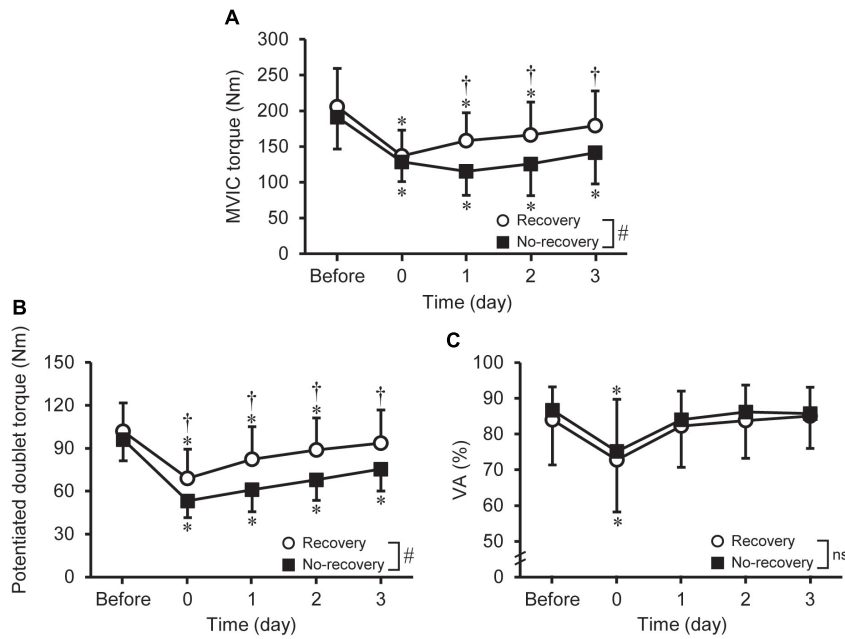 A
MVIC torque (Nm)
300
250
200
150
100
50
0
* † * † * †
*
* * * * *
Recovery
No-recovery
#
Before 0 1 2 3
Time (day)
B
Potentiated doublet torque (Nm)
150
120
90
60
30
0
† * † * † * †
* * * *
Recovery
No-recovery
#
Before 0 1 2 3
Time (day)
C
VA (%)
100
90
80
70
60
50
0
*
*
Recovery
No-recovery
ns
Before 0 1 2 3
Time (day)